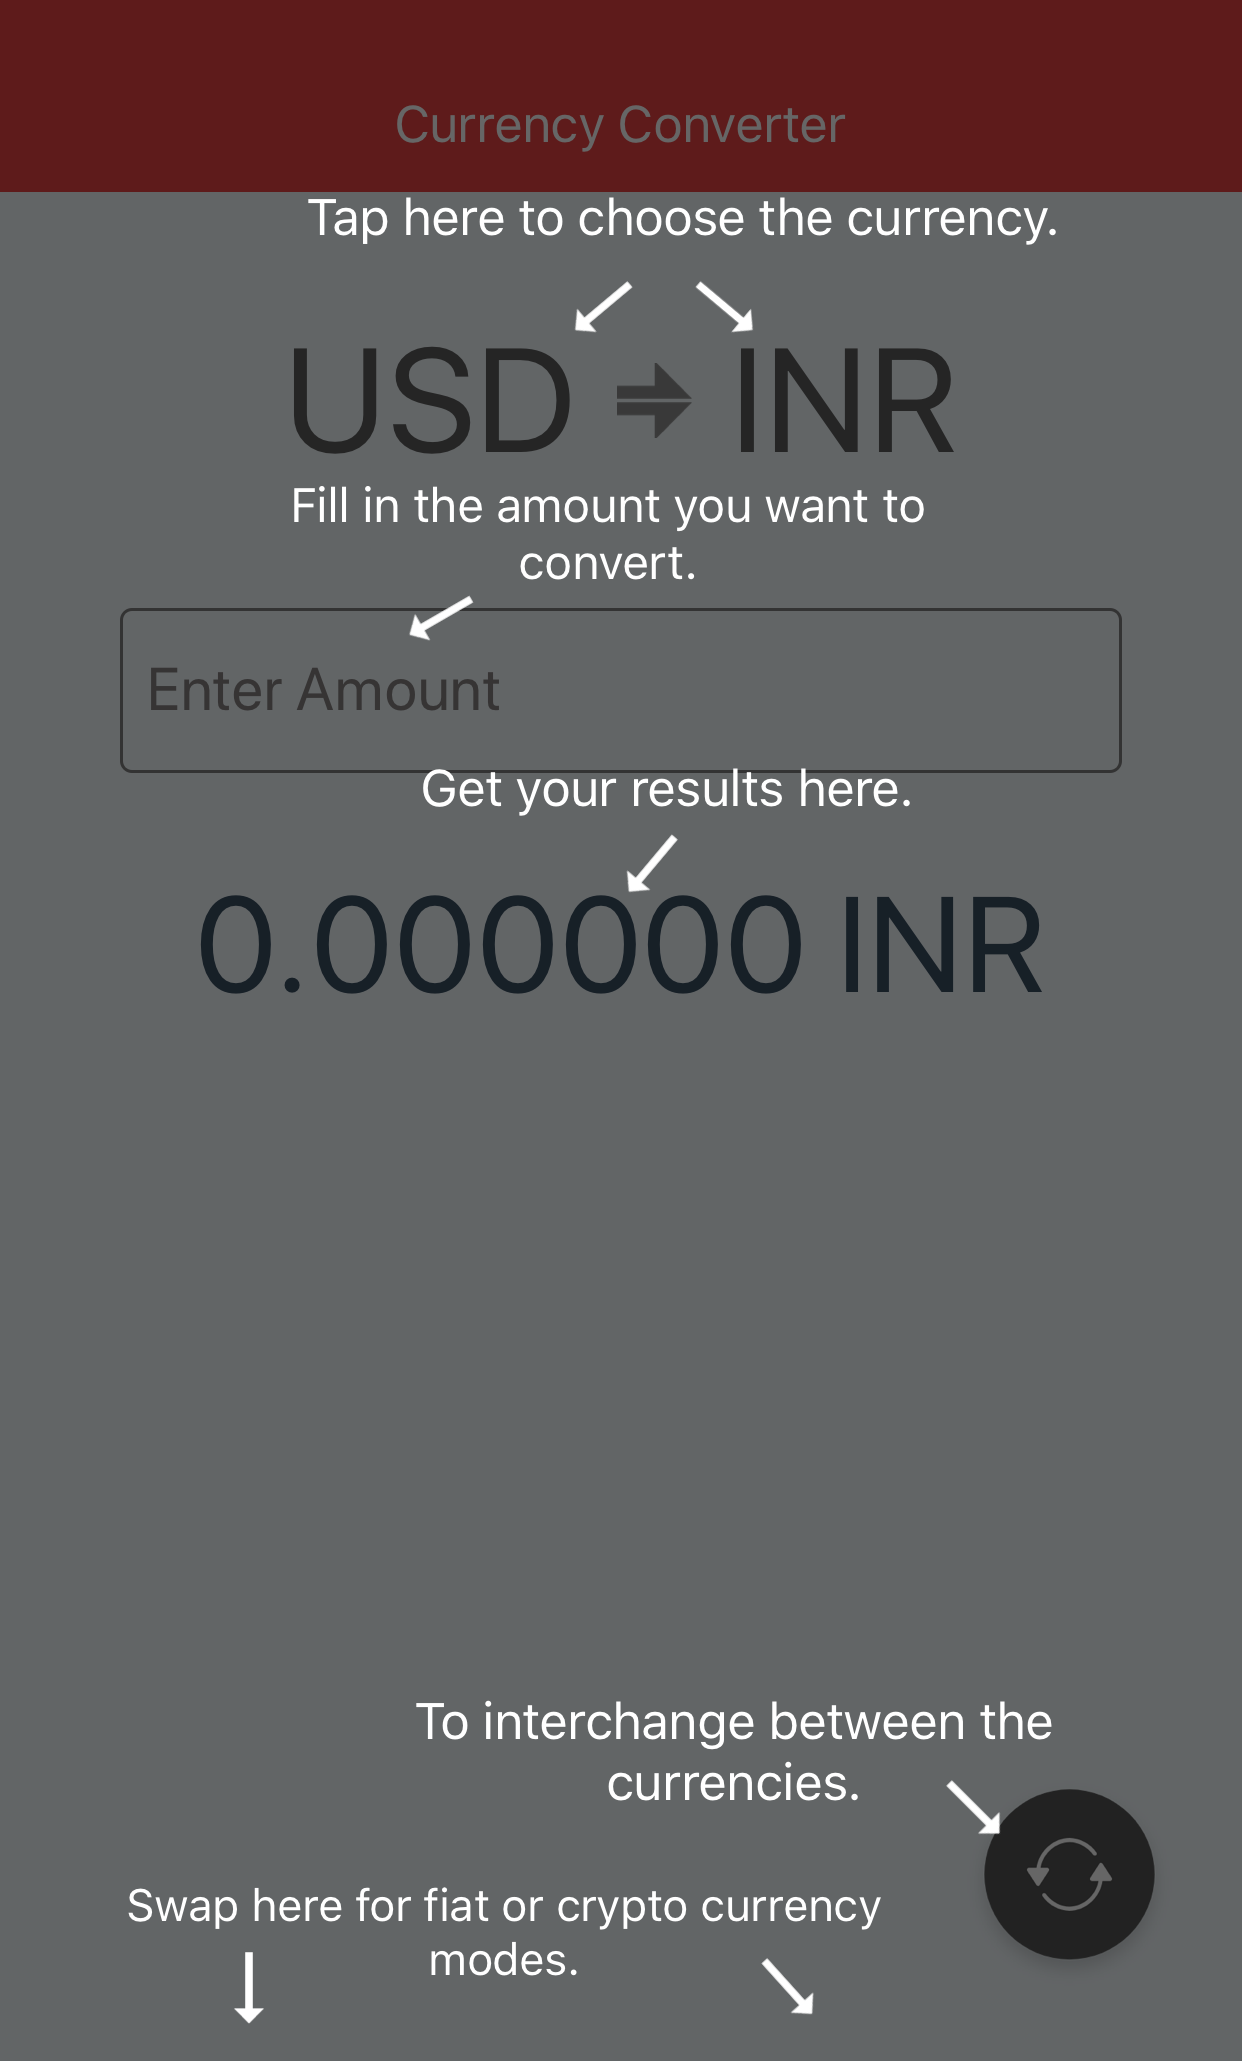 Currency Converter
Tap here to choose the currency.
USD INR
Fill in the amount you want to
convert.
Enter Amount
Get your results here.
0.000000 INR
To interchange between the
currencies.
Swap here for fiat or crypto currency
modes.